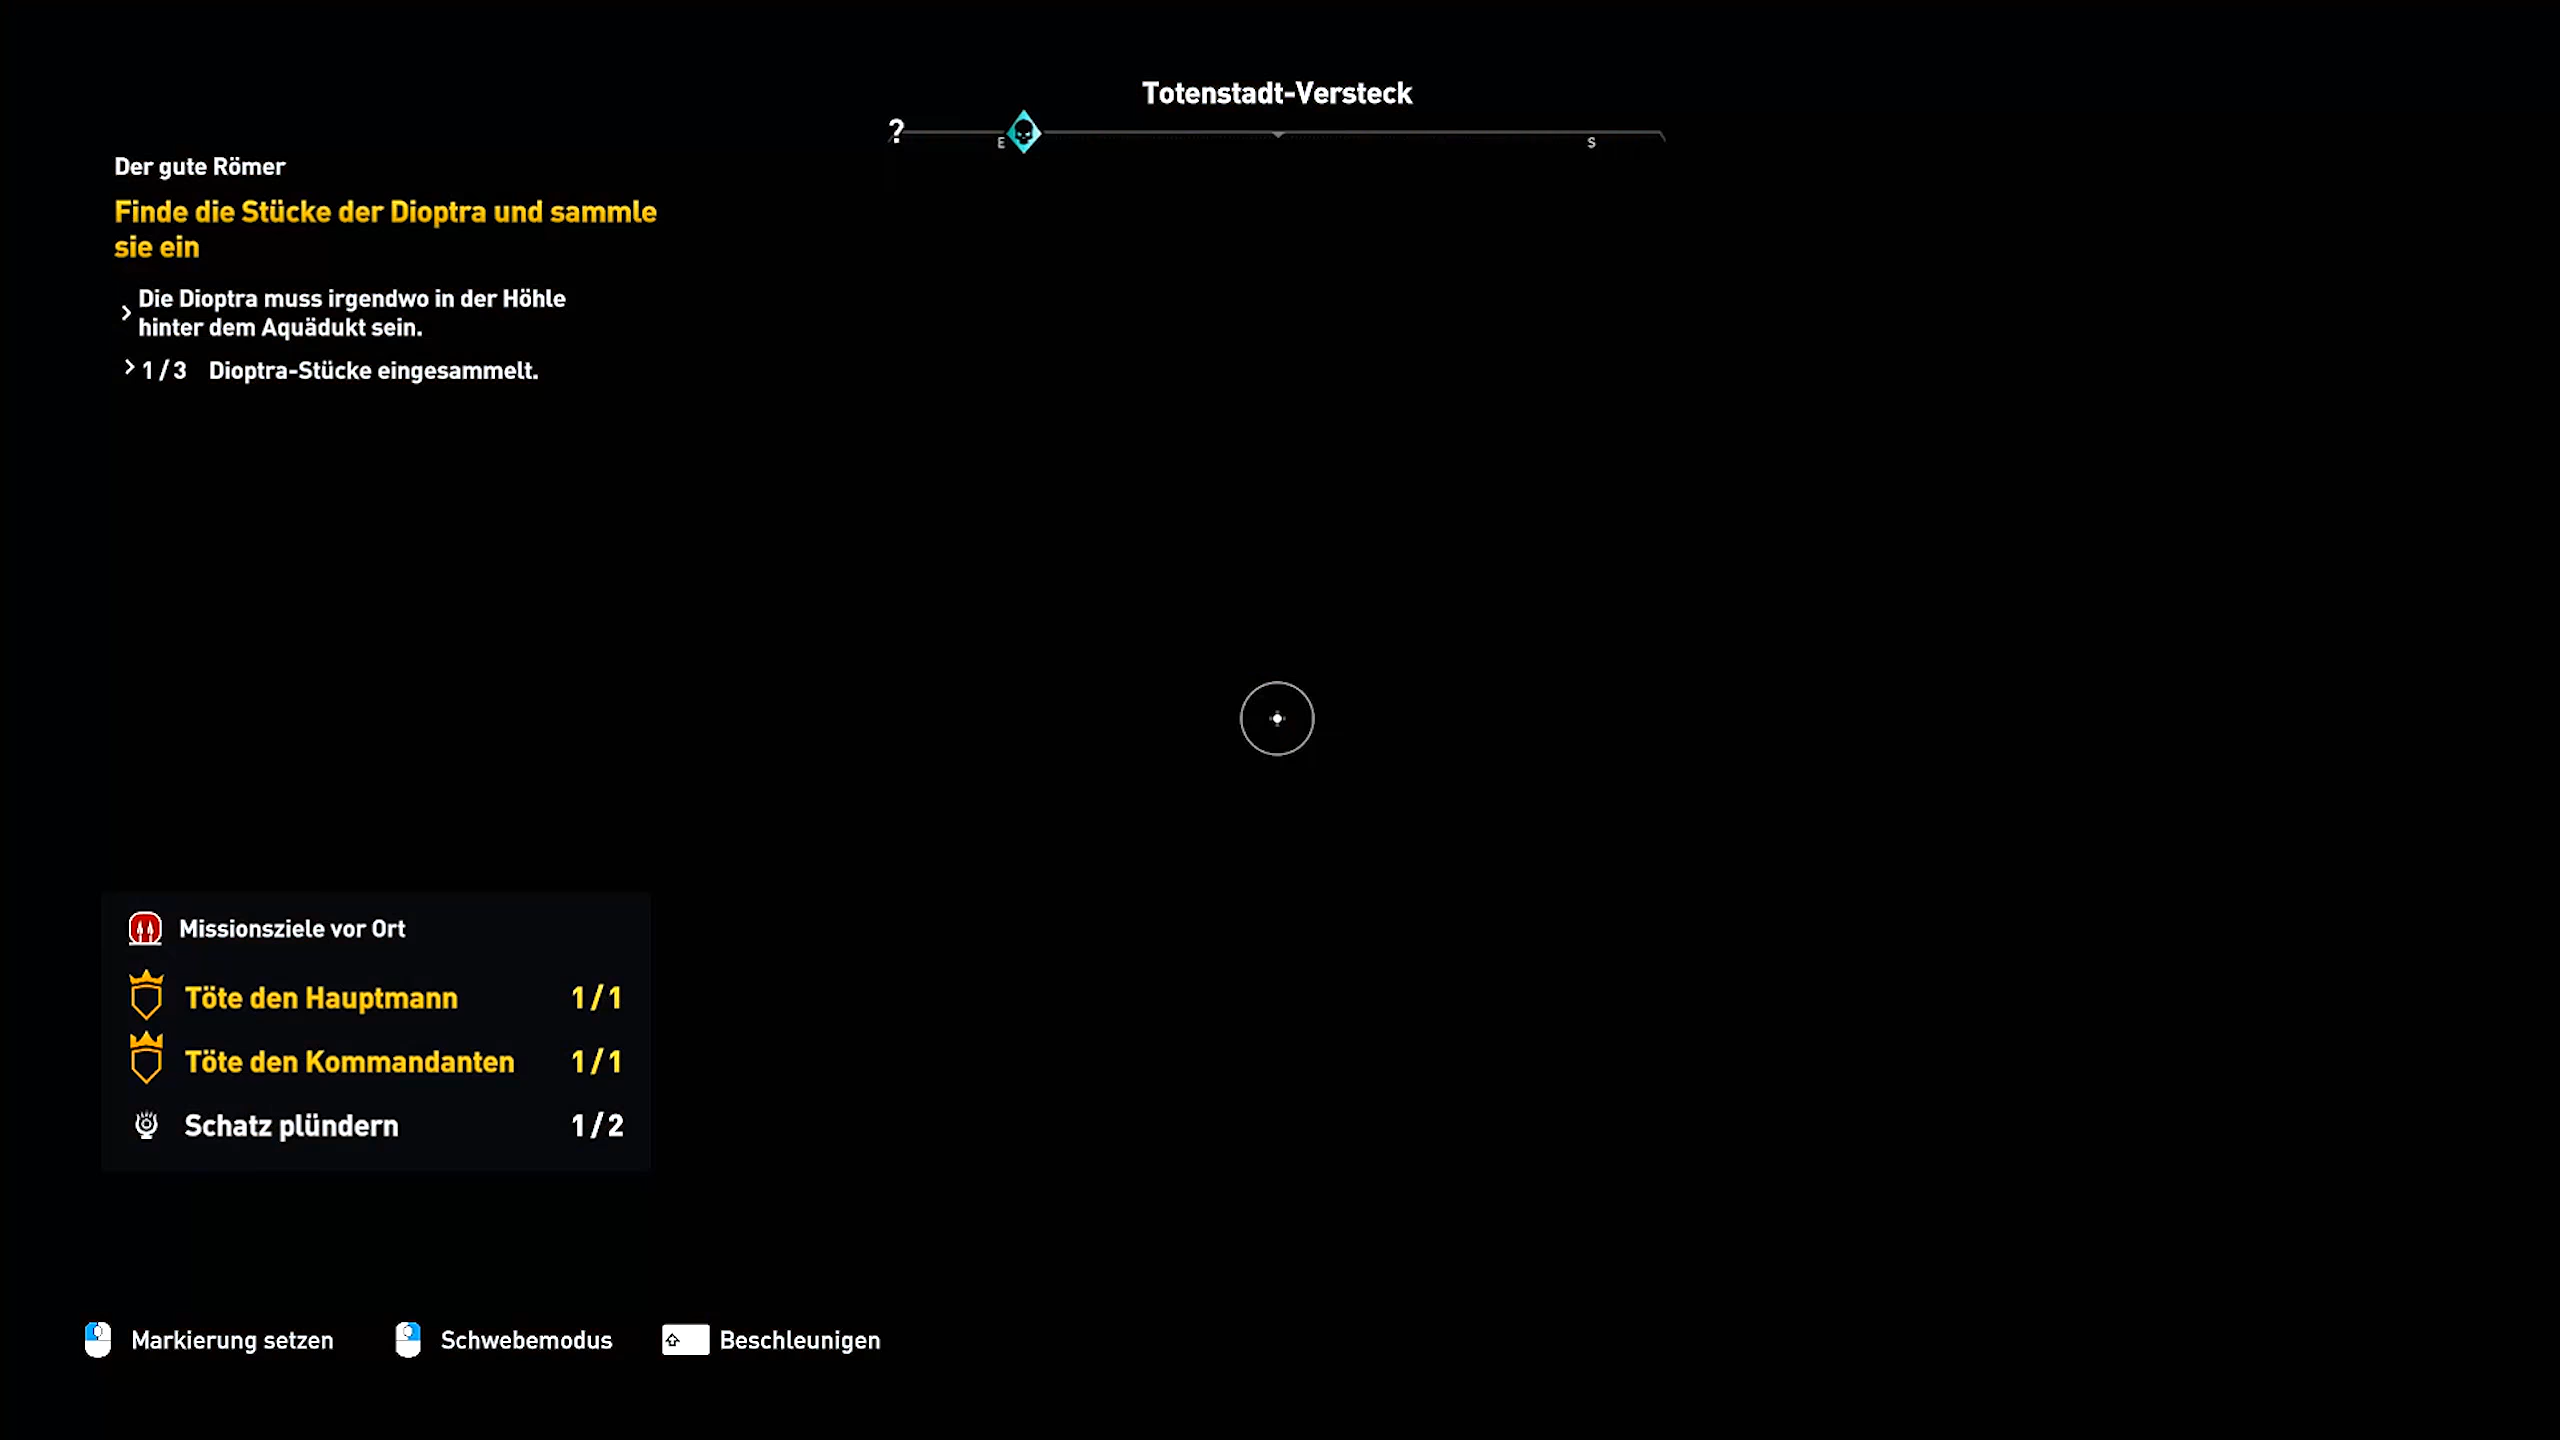 Totenstadt-Versteck
?
E
S
Der gute Römer
Finde die Stücke der Dioptra und sammle
sie ein
Die Dioptra muss irgendwo in der Höhle
hinter dem Aquädukt sein.
1/3 Dioptra-Stücke eingesammelt.
Missionsziele vor Ort
Töte den Hauptmann 1/1
Töte den Kommandanten 1/1
Schatz plündern 1/2
Markierung setzen Schwebemodus Beschleunigen